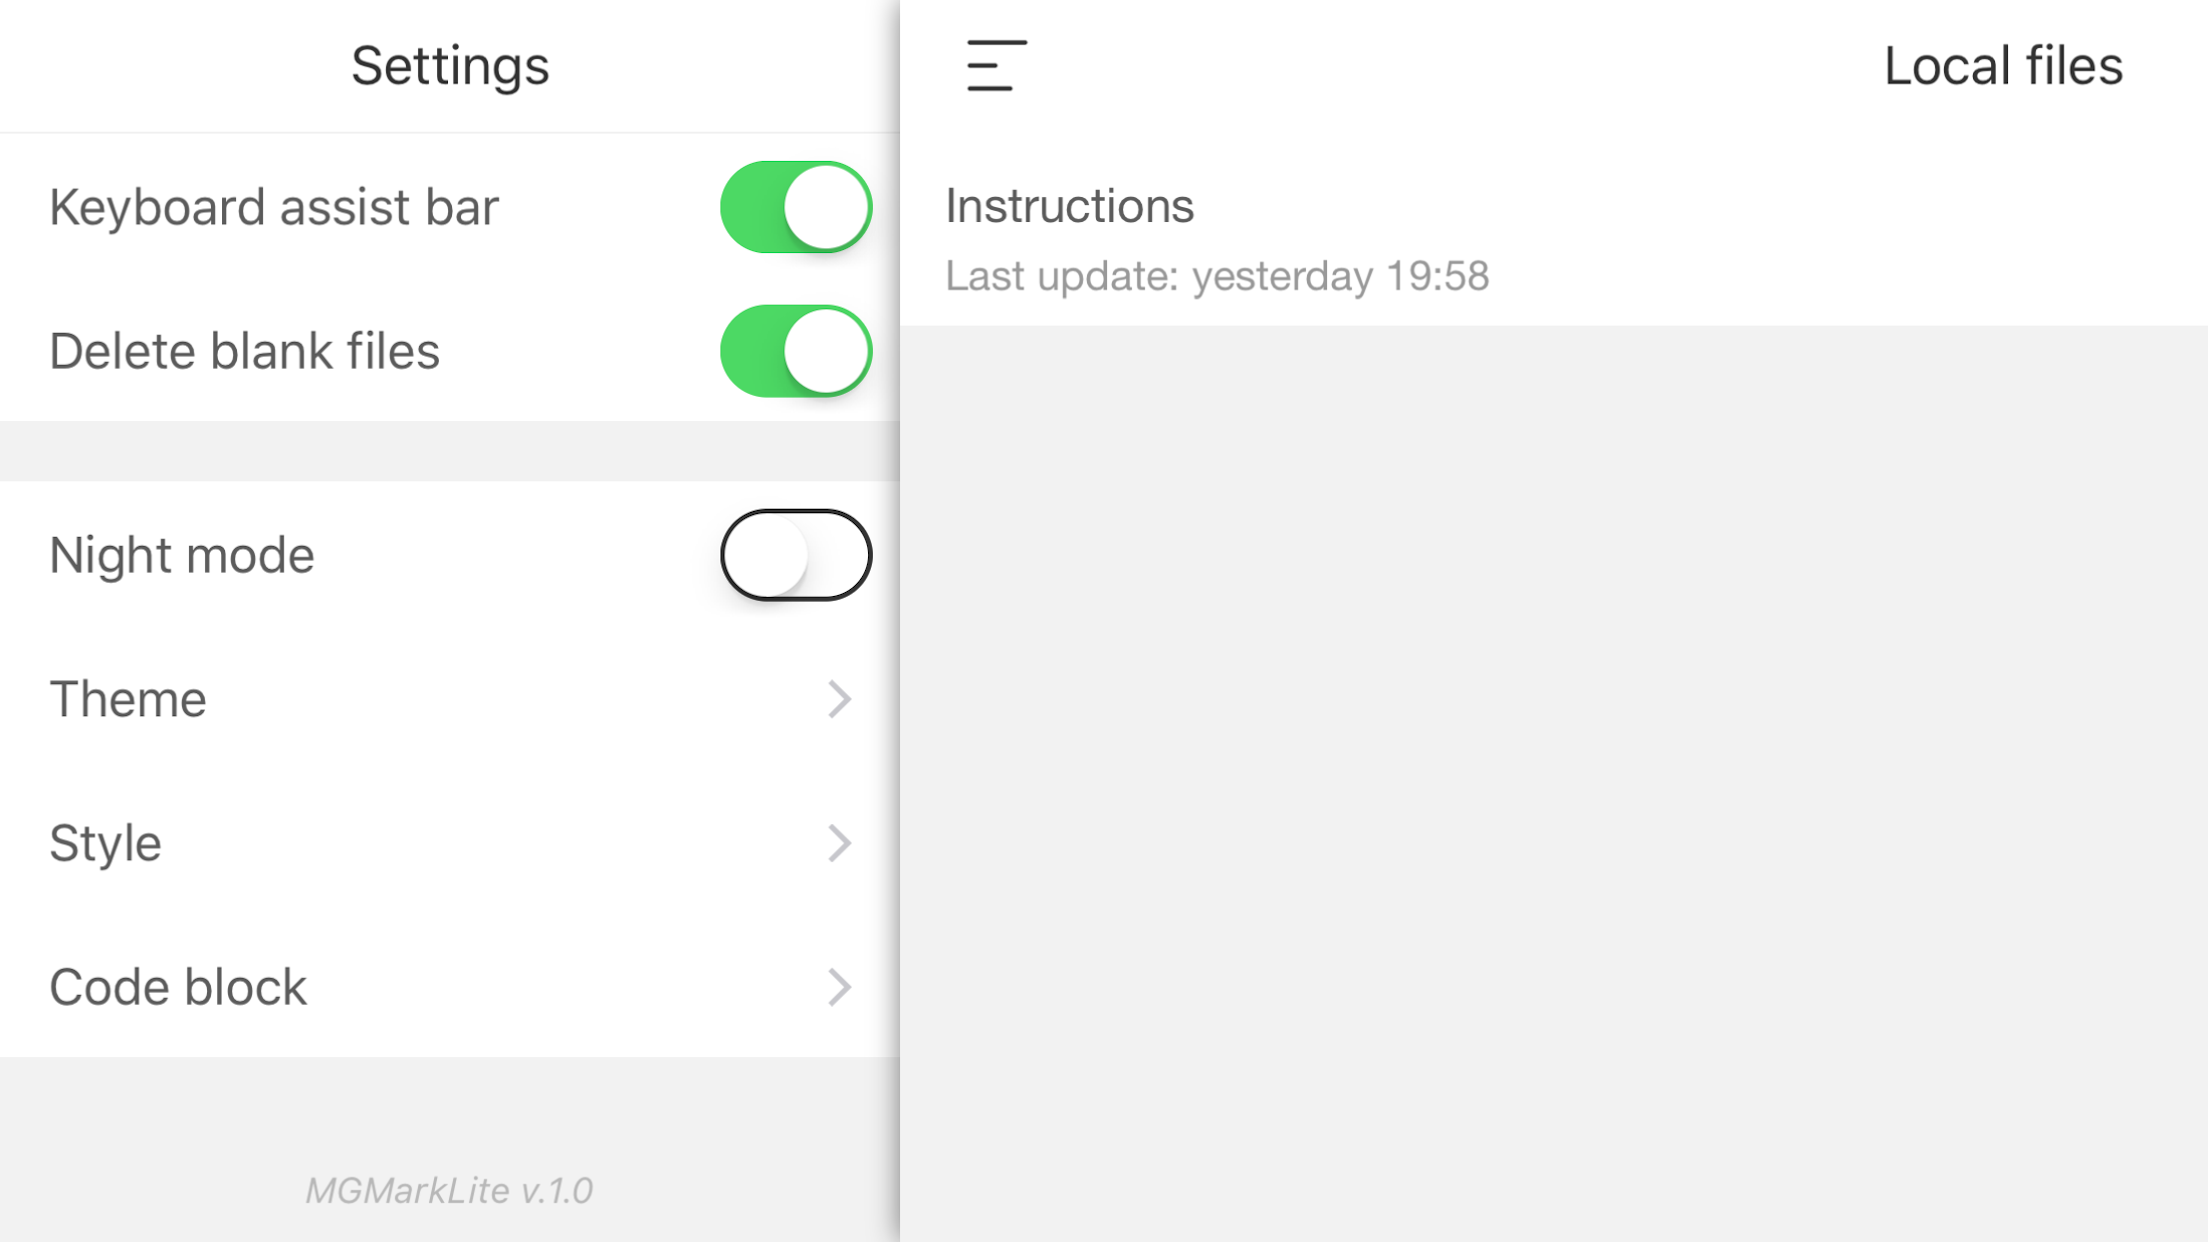 Settings
Keyboard assist bar
Delete blank files
Night mode
Theme
Style
Code block
MGMarkLite v.1.0
Local files
Instructions
Last update: yesterday 19:58